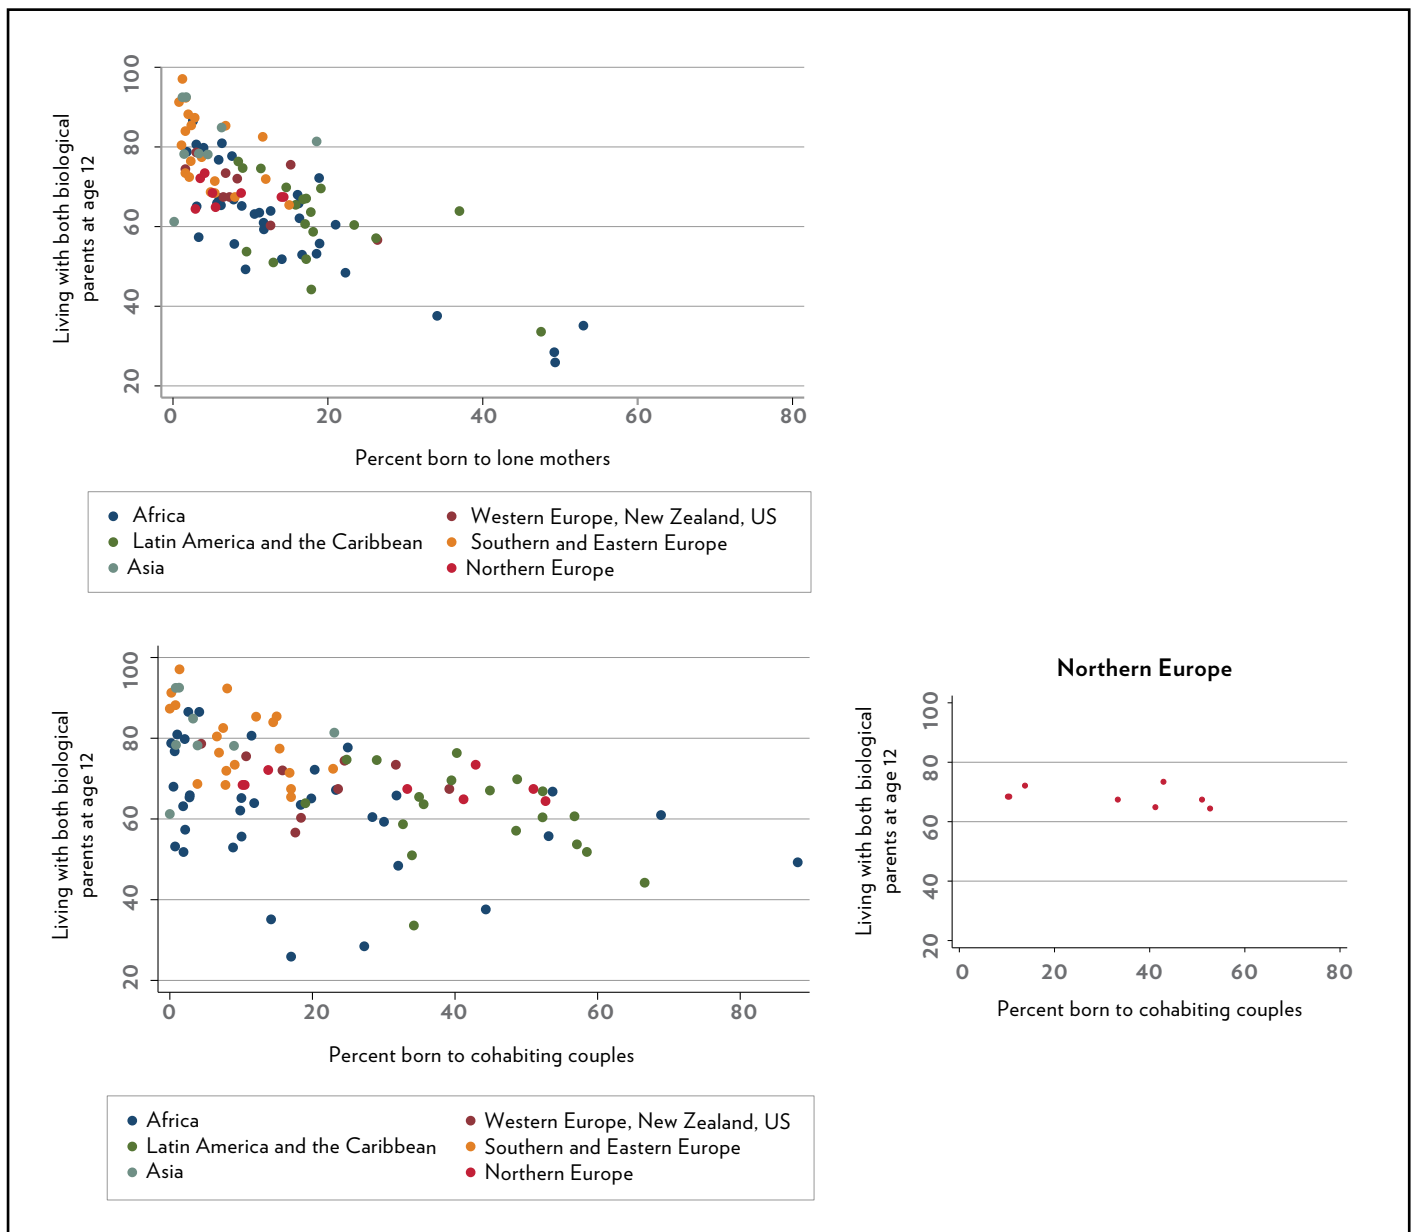 Living with both biological
parents at age 12
100
80
60
40
20
0 20 40 60 80
Percent born to lone mothers
Africa
Latin America and the Caribbean
Asia
Western Europe, New Zealand, US
Southern and Eastern Europe
Northern Europe
Living with both biological
parents at age 12
100
80
60
40
20
0 20 40 60 80
Percent born to cohabiting couples
Africa
Latin America and the Caribbean
Asia
Western Europe, New Zealand, US
Southern and Eastern Europe
Northern Europe
Northern Europe
Living with both biological
parents at age 12
100
80
60
40
20
0 20 40 60 80
Percent born to cohabiting couples